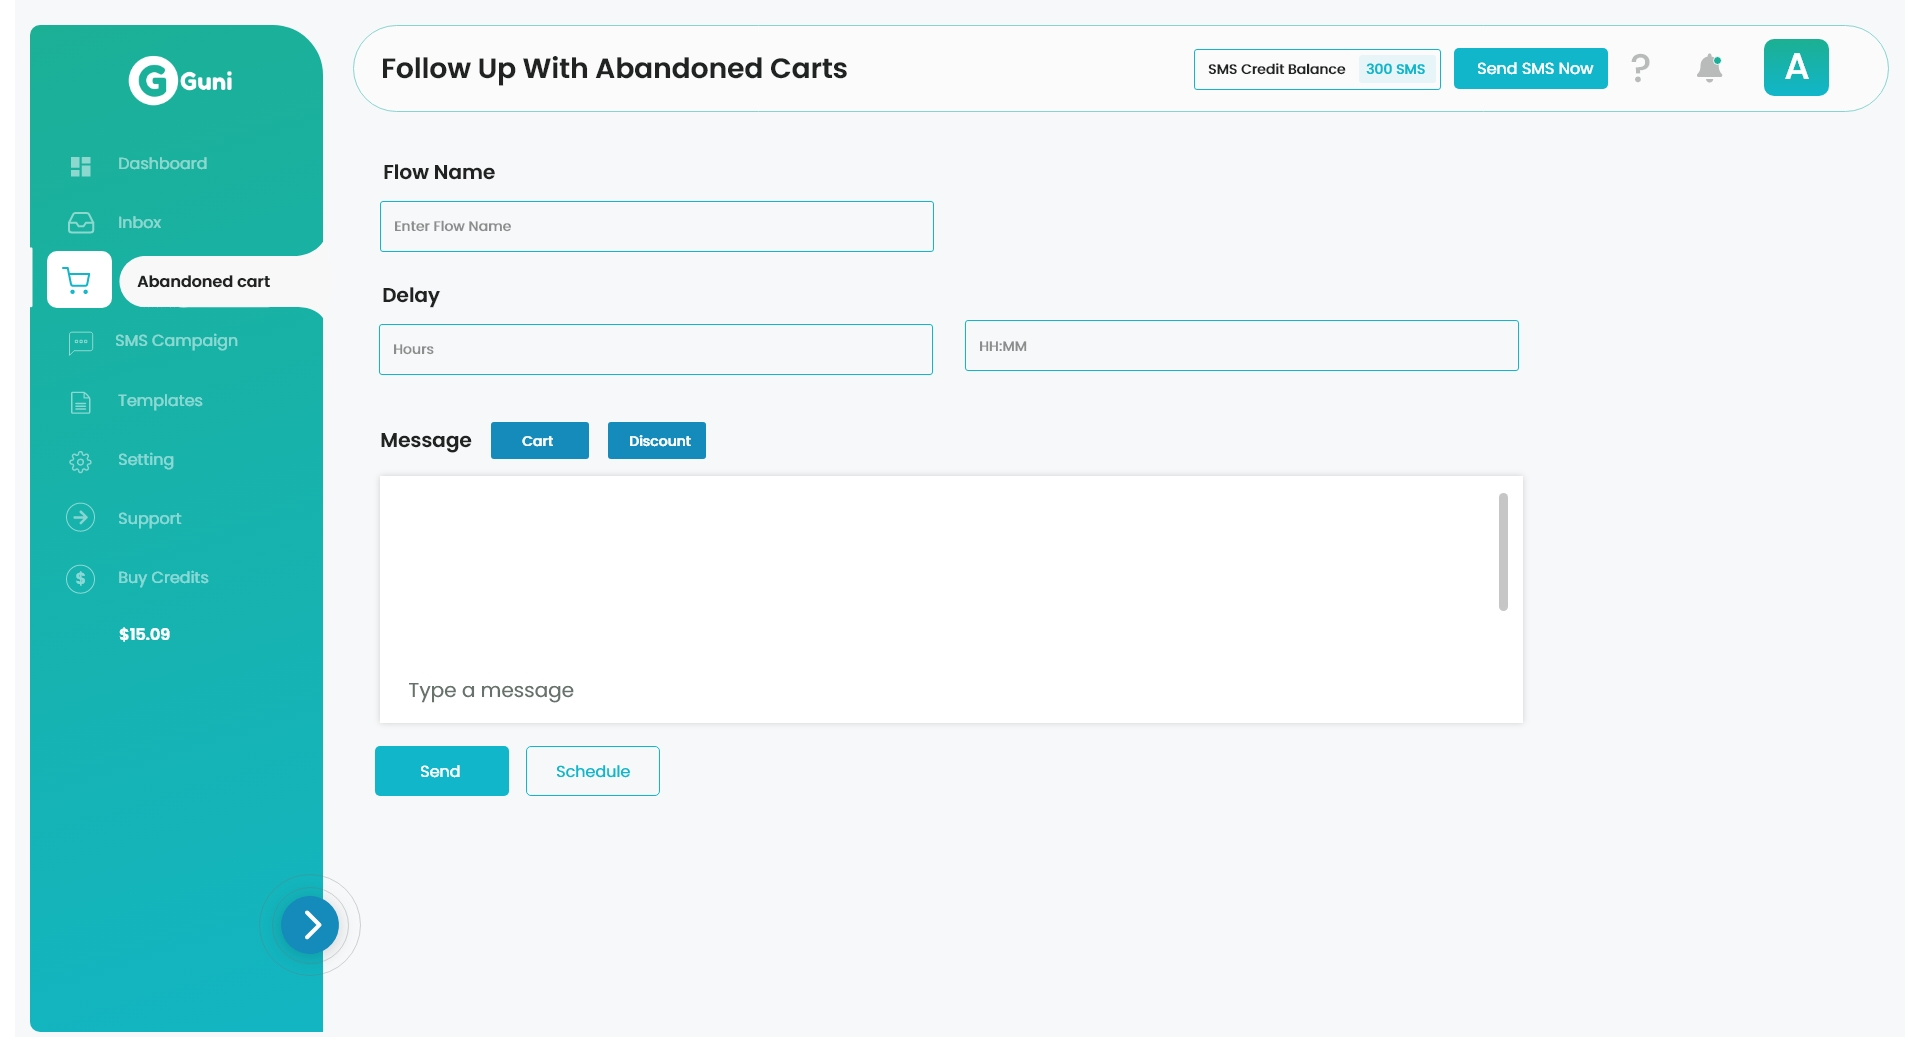 Guni
Dashboard
Inbox
Abandoned cart
SMS Campaign
Templates
Setting
Support
$
Buy Credits
$15.09
Follow Up With Abandoned Carts
SMS Credit Balance 300 SMS
Send SMS Now
?
A
Flow Name
Enter Flow Name
Delay
Hours
HH:MM
Message
Cart
Discount
Type a message
Send
Schedule